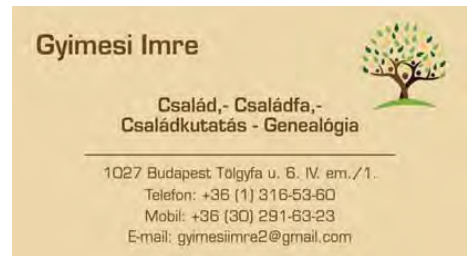 Gyimesi Imre
Család,- Családfa,-
Családkutatás - Genealógia
1027 Budapest Tölgyfa u. 6. IV. em./1.
Telefon: +36 (1) 316-53-60
Mobil: +36 (30) 291-63-23
E-mail: gyimesiimre2@gmail.com